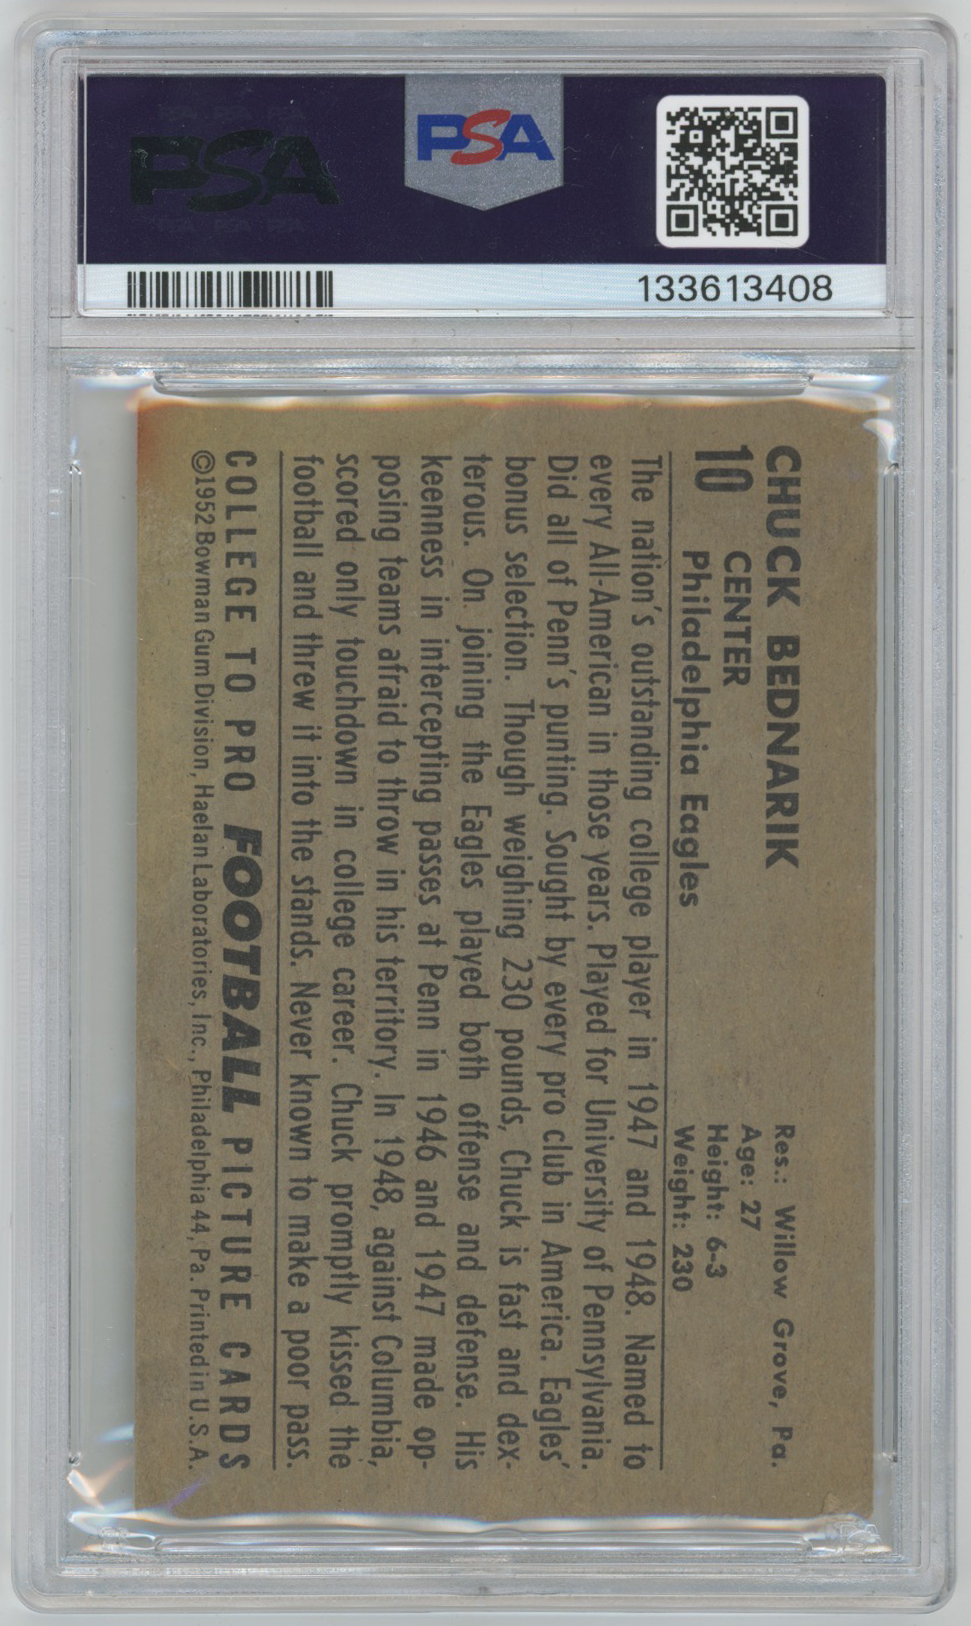 PSA
PSA
133613408
CHUCK BEDNARIK
10 CENTER
Philadelphia Eagles
Res.: Willow Grove, Pa.
Age: 27
Height: 6-3
Weight: 230
The nation's outstanding college player in 1947 and 1948. Named to
every All-American in those years. Played for University of Pennsylvania.
Did all of Penn's punting. Sought by every pro club in America. Eagles'
bonus selection. Though weighing 230 pounds, Chuck is fast and dex-
terous. On joining the Eagles played both offense and defense. His
keenness in intercepting passes at Penn in 1946 and 1947 made op-
posing teams afraid to throw in his territory. In 1948, against Columbia,
scored only touchdown in college career. Chuck promptly kissed the
football and threw it into the stands. Never known to make a poor pass.
COLLEGE TO PRO FOOTBALL PICTURE CARDS
©1952 Bowman Gum Division, Haelan Laboratories, Inc., Philadelphia 44, Pa. Printed in U.S.A.